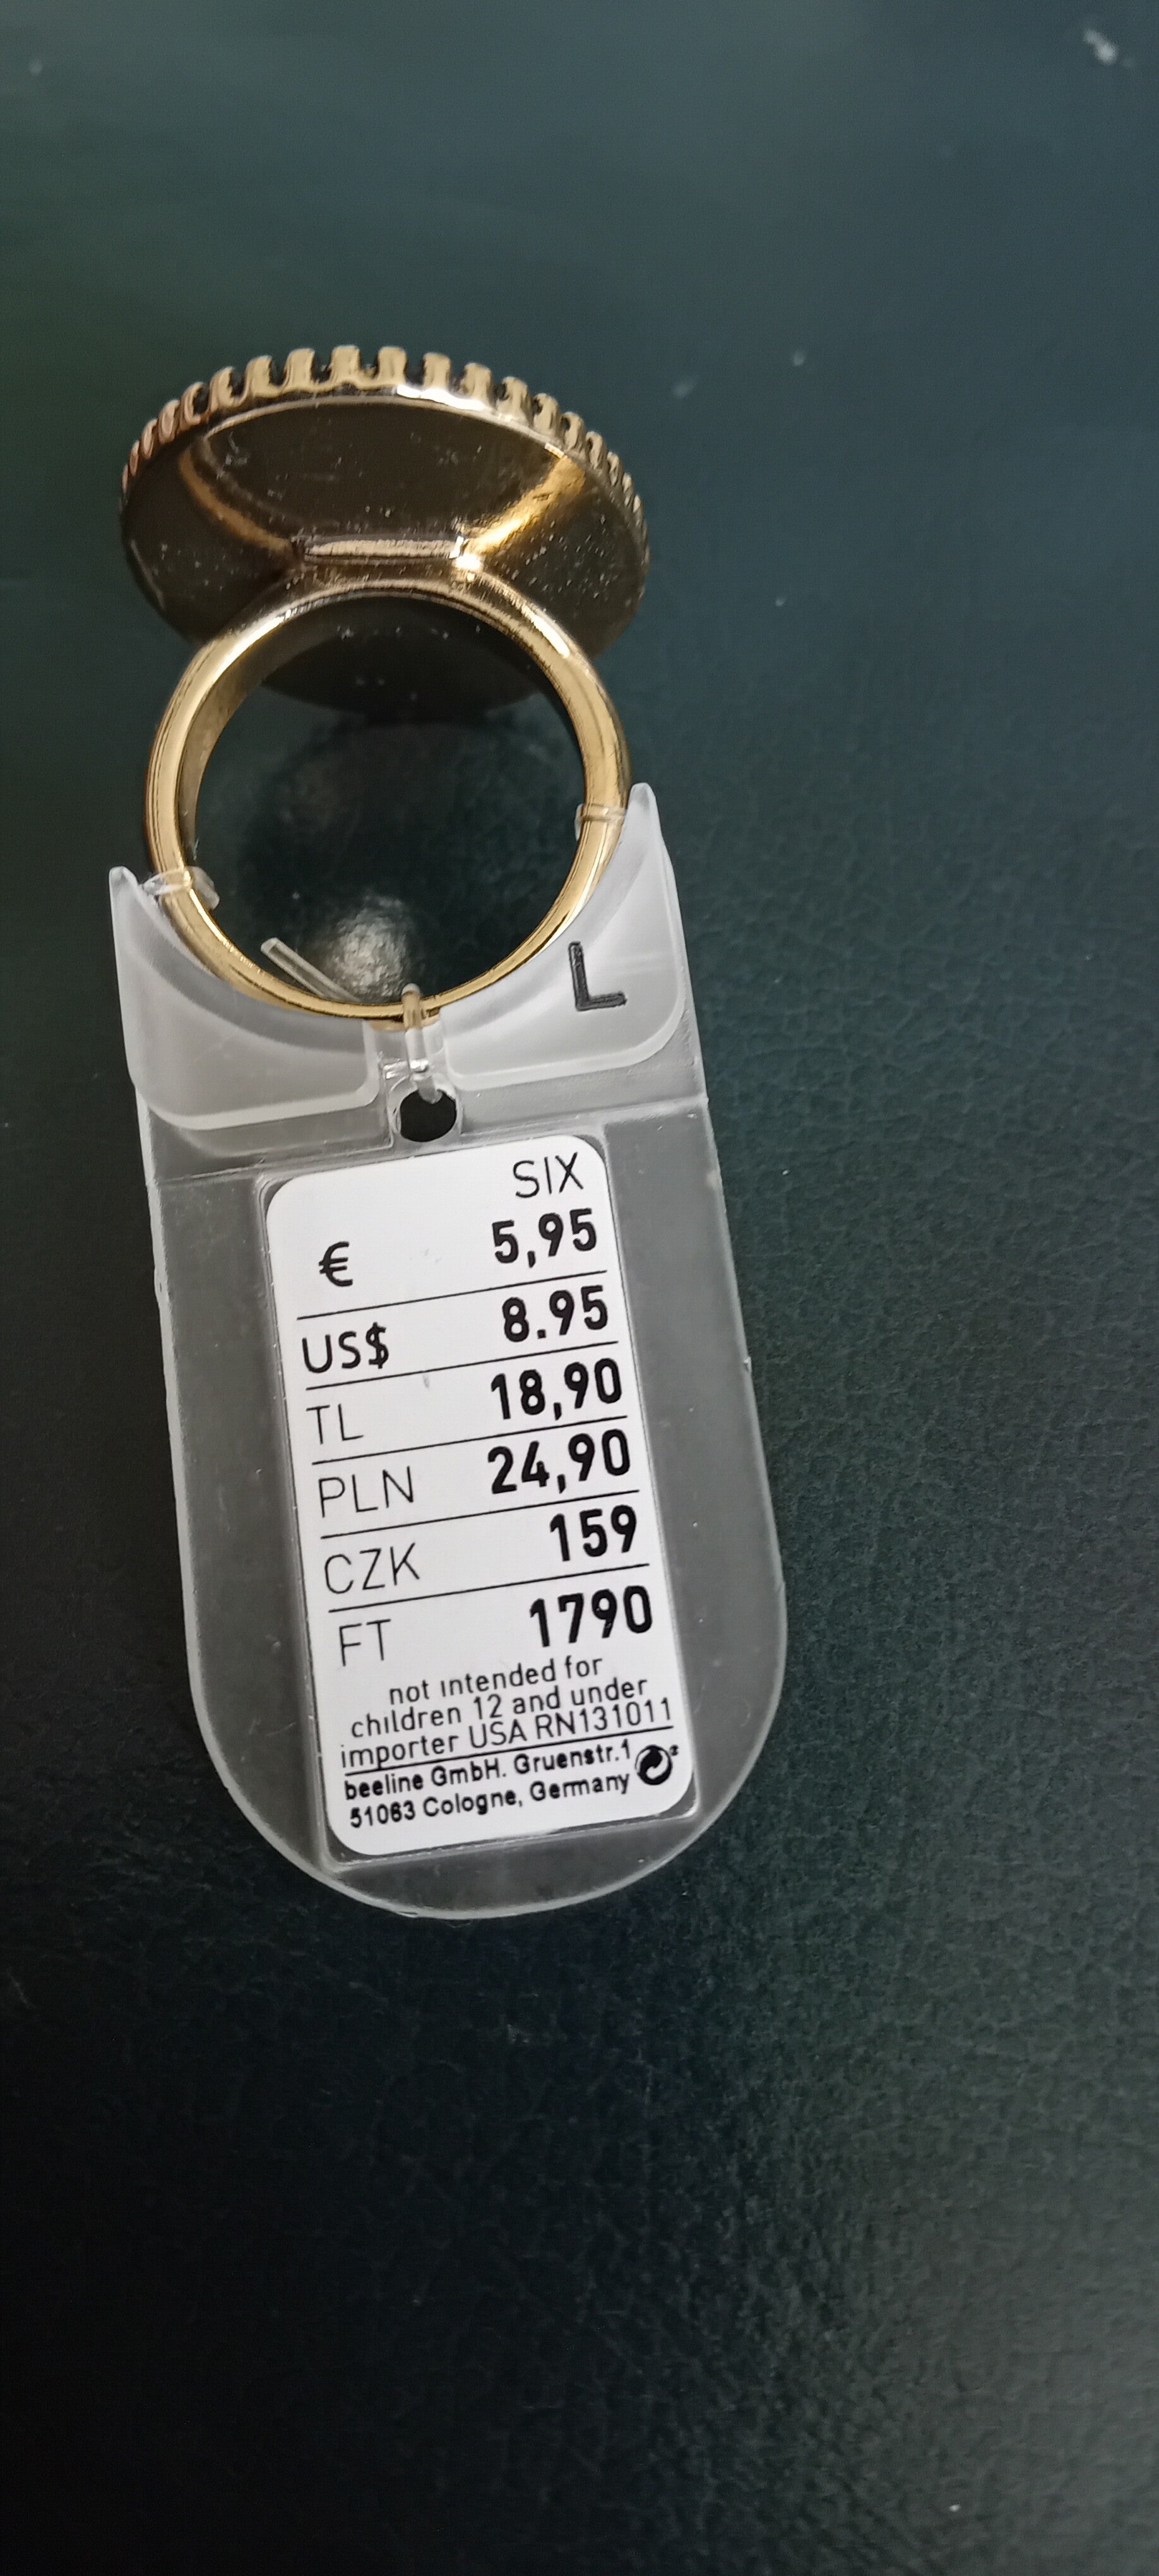 L
SIX
€ 5,95
US$ 8.95
TL 18,90
PLN 24,90
CZK 159
FT 1790
not intended for
children 12 and under
importer USA RN131011
beeline GmbH. Gruenstr.1
51063 Cologne, Germany